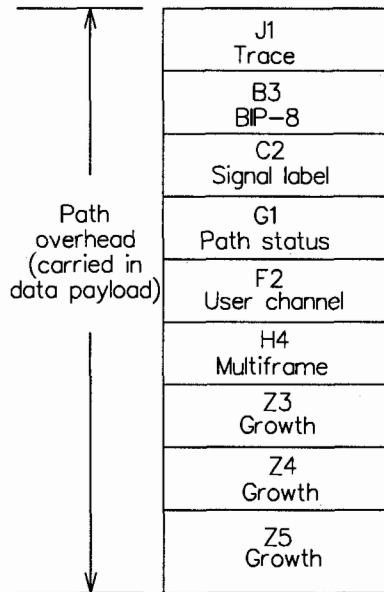 J1
Trace
B3
BIP-8
C2
Signal label
G1
Path status
F2
User channel
H4
Multiframe
Z3
Growth
Z4
Growth
Z5
Growth
Path
overhead
(carried in
data payload)